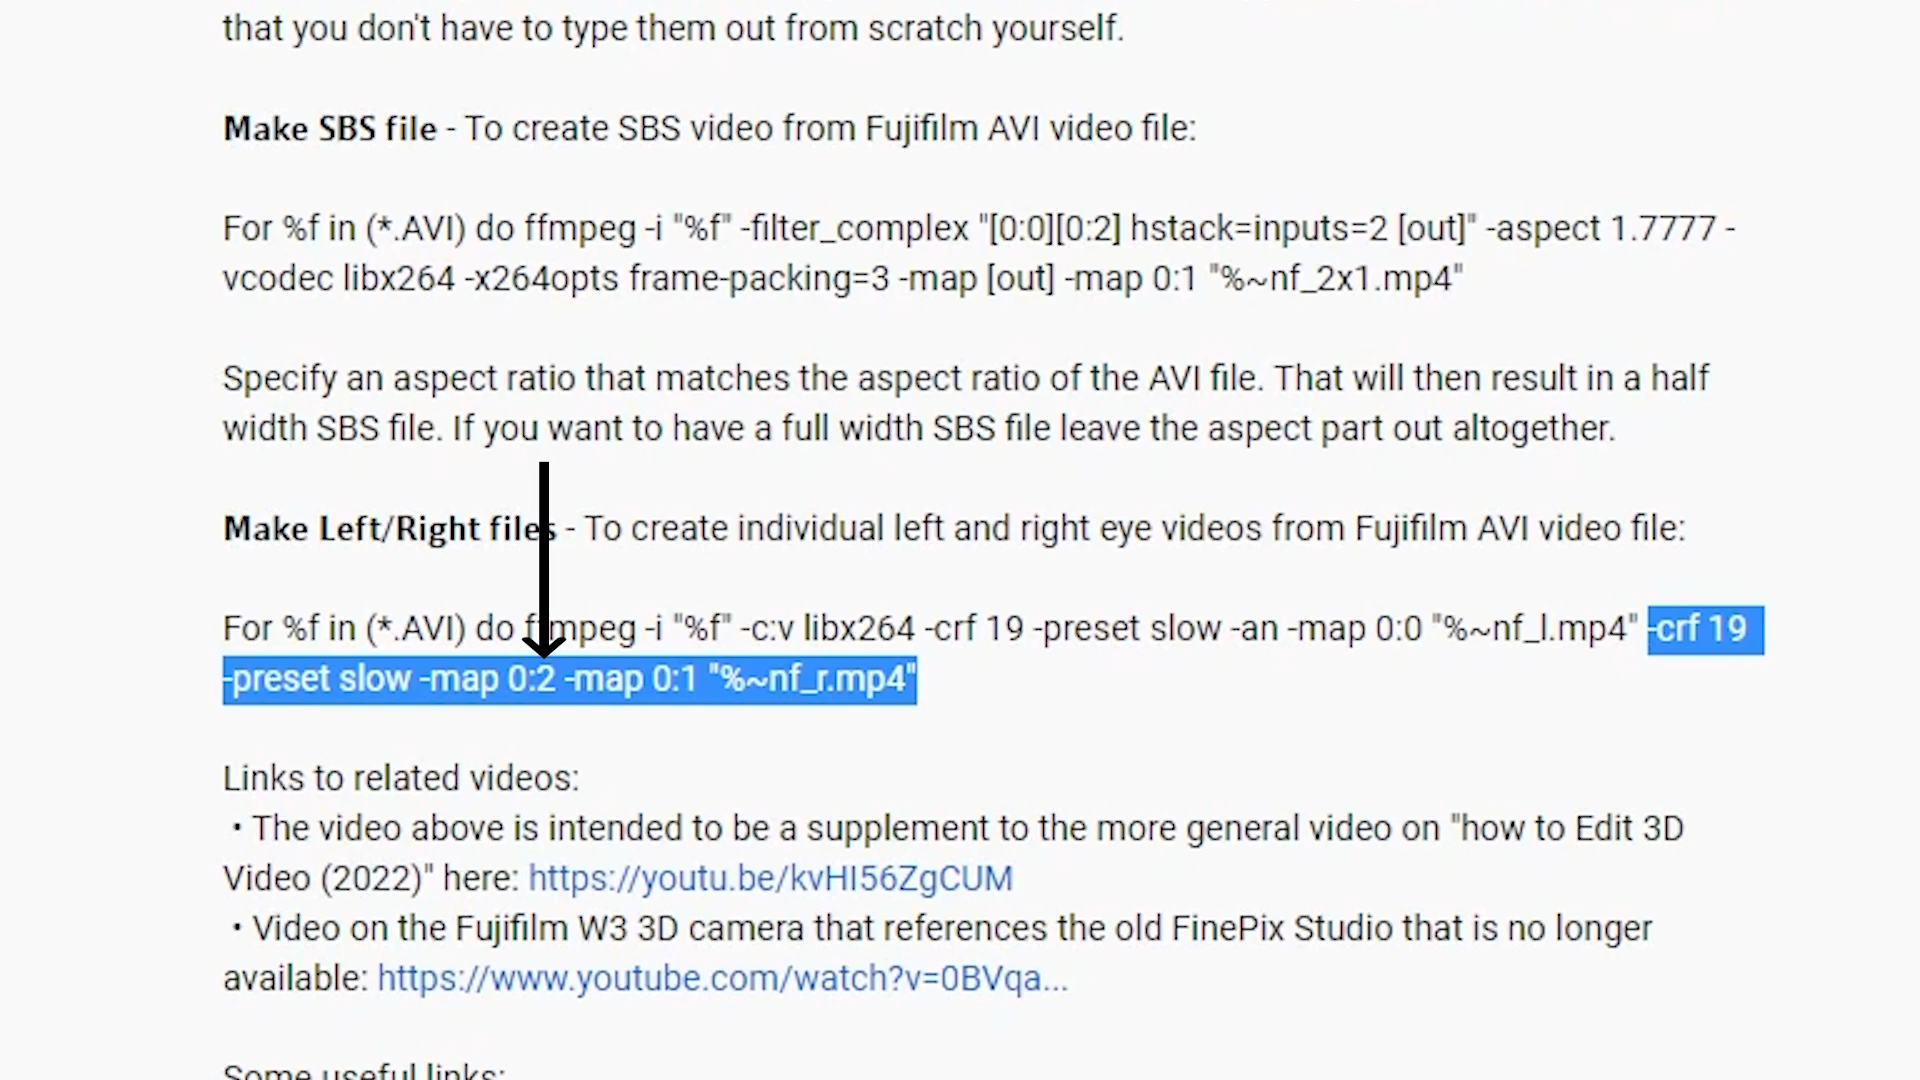 that you don't have to type them out from scratch yourself.
Make SBS file - To create SBS video from Fujifilm AVI video file:
For %f in (*.AVI) do ffmpeg -i "%f" -filter_complex "[0:0][0:2] hstack=inputs=2 [out]" -aspect 1.7777 -
vcodec libx264 -x264opts frame-packing=3 -map [out] -map 0:1 "%~nf_2x1.mp4"
Specify an aspect ratio that matches the aspect ratio of the AVI file. That will then result in a half
width SBS file. If you want to have a full width SBS file leave the aspect part out altogether.
Make Left/Right files - To create individual left and right eye videos from Fujifilm AVI video file:
For %f in (*.AVI) do ffmpeg -i "%f" -c:v libx264 -crf 19 -preset slow -an -map 0:0 "%~nf_l.mp4" -crf 19
-preset slow -map 0:2 -map 0:1 "%~nf_r.mp4"
Links to related videos:
• The video above is intended to be a supplement to the more general video on "how to Edit 3D
Video (2022)" here: https://youtu.be/kvHI56ZgCUM
• Video on the Fujifilm W3 3D camera that references the old FinePix Studio that is no longer
available: https://www.youtube.com/watch?v=0BVqa...
Some useful links: